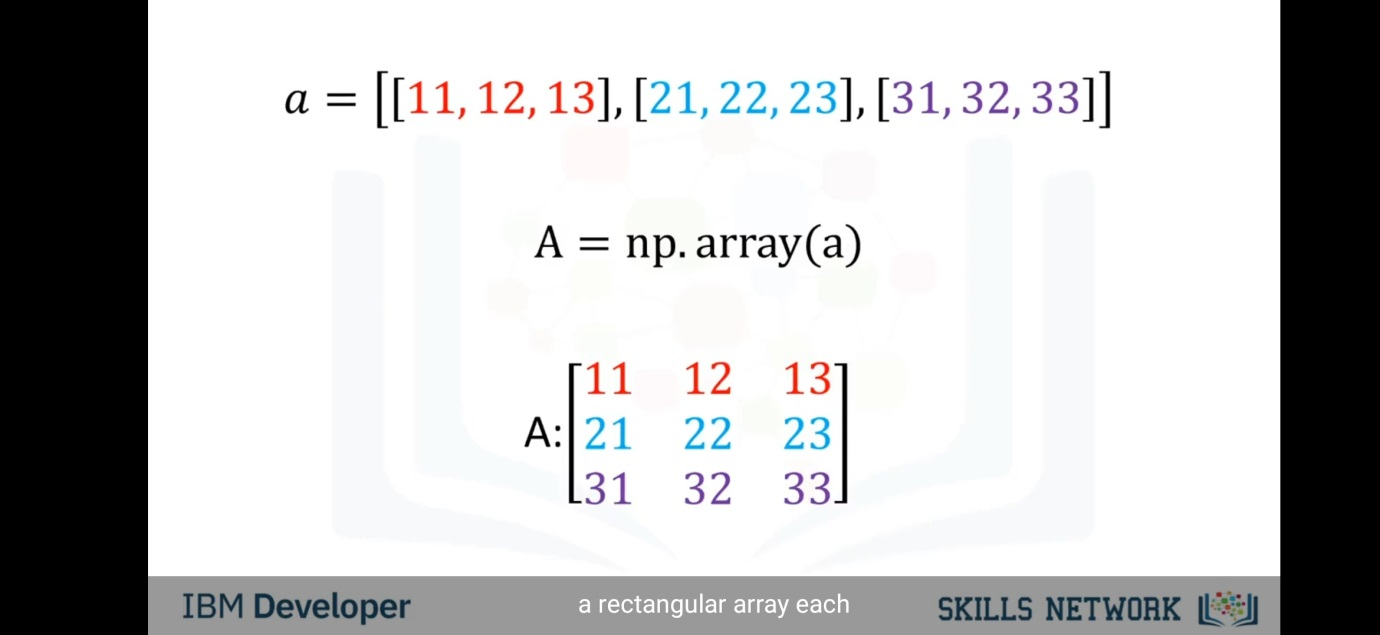 a = [[11, 12, 13], [21, 22, 23], [31, 32, 33]]
A = np. array(a)
11 12 13
A: 21 22 23
31 32 33
IBM Developer
a rectangular array each
SKILLS NETWORK